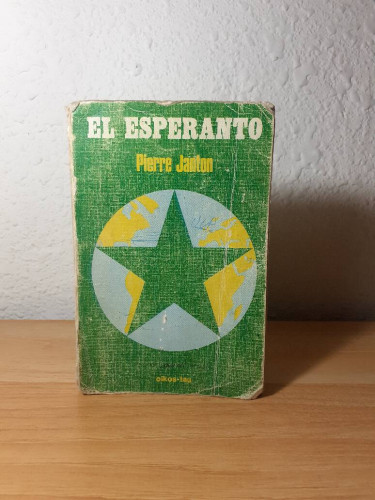 EL ESPERANTO
Pierre Janton
oikos-tau